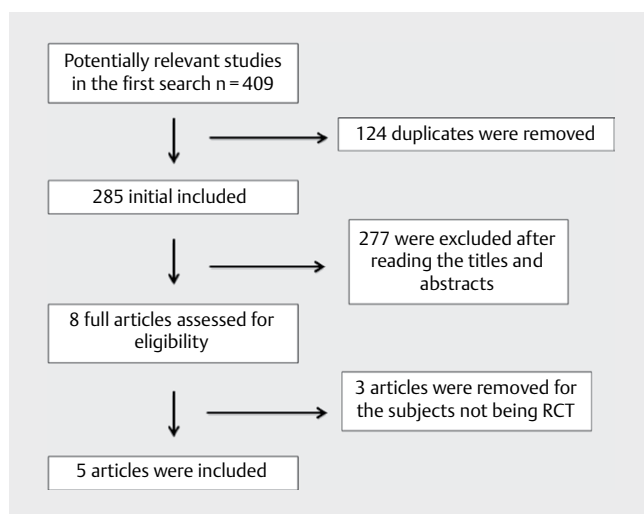 Potentially relevant studies
in the first search n = 409
124 duplicates were removed
285 initial included
277 were excluded after
reading the titles and
abstracts
8 full articles assessed for
eligibility
3 articles were removed for
the subjects not being RCT
5 articles were included